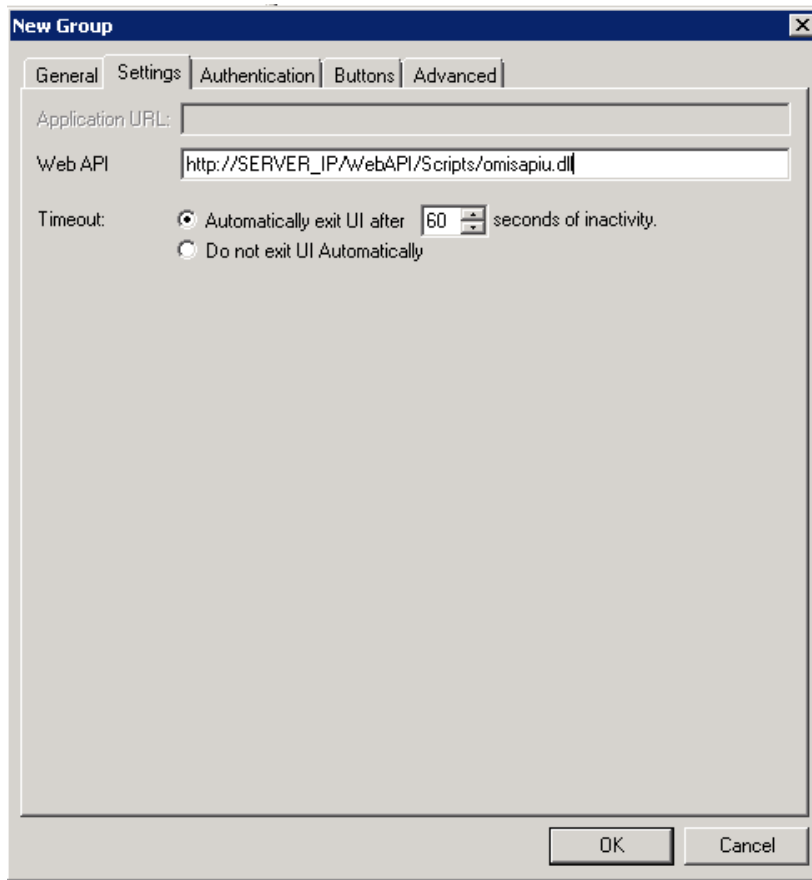 New Group
General Settings Authentication Buttons Advanced
Application URL:
Web API http://SERVER_IP/WebAPI/Scripts/omisapiu.dll
Timeout: Automatically exit UI after 60 seconds of inactivity.
Do not exit UI Automatically
OK Cancel